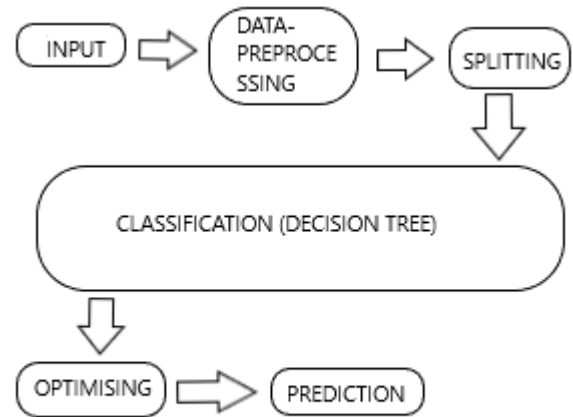 INPUT
DATA-
PREPROCE
SSING
SPLITTING
CLASSIFICATION (DECISION TREE)
OPTIMISING
PREDICTION